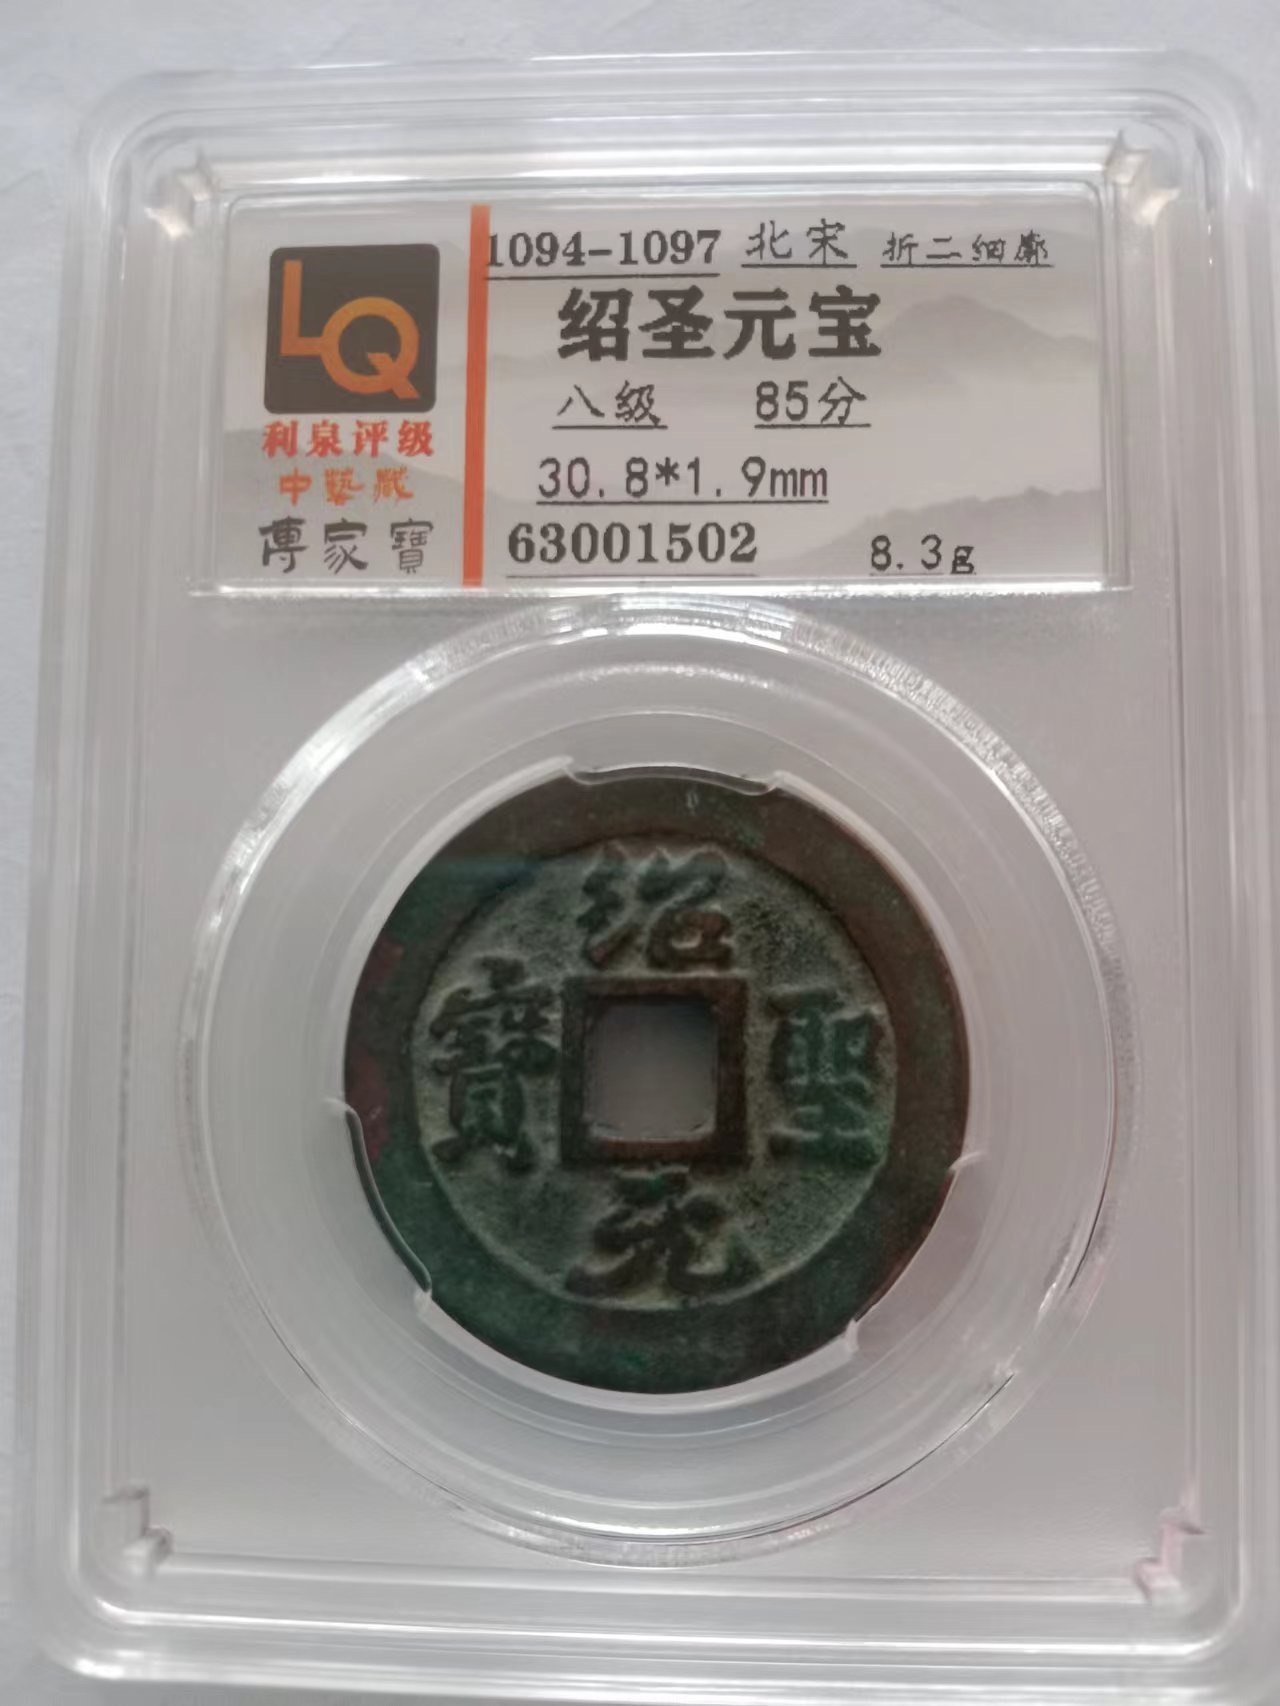 LQ
利泉评级
中藝藏
傳家寶
1094-1097 北宋 折二细廓
绍圣元宝
八级 85分
30.8*1.9mm
63001502 8.3g
紹聖元寶